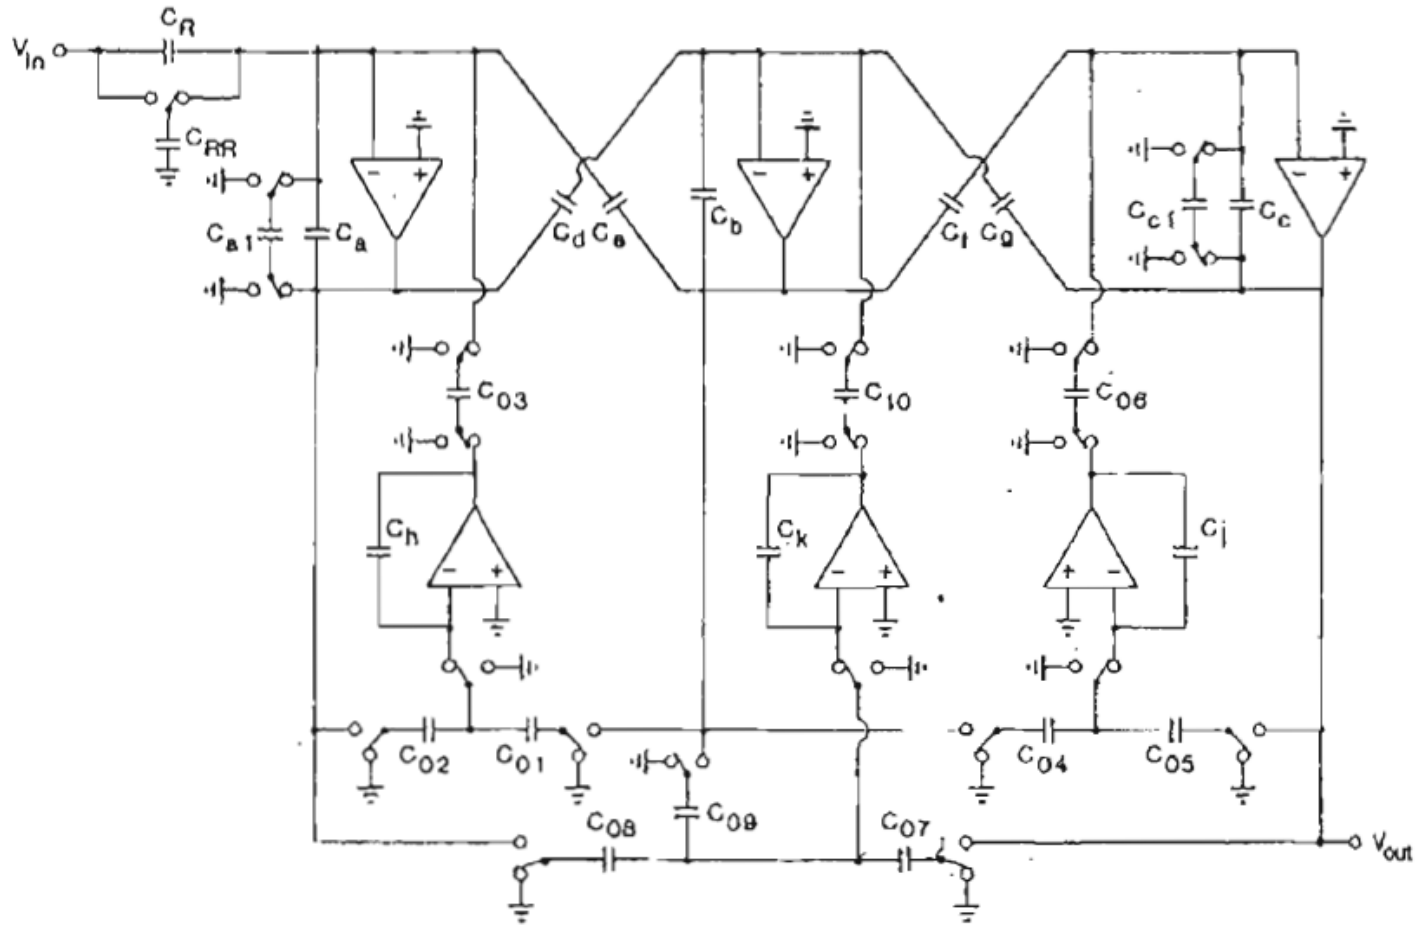 C_R
V_in
C_RR
C_a1
C_a
C_d
C_e
C_b
C_f
C_g
C_c1
C_c
- +
- +
- +
C_03
C_10
C_06
C_h
C_k
C_j
- +
- +
+ -
C_02
C_01
C_04
C_05
C_08
C_09
C_07
V_out